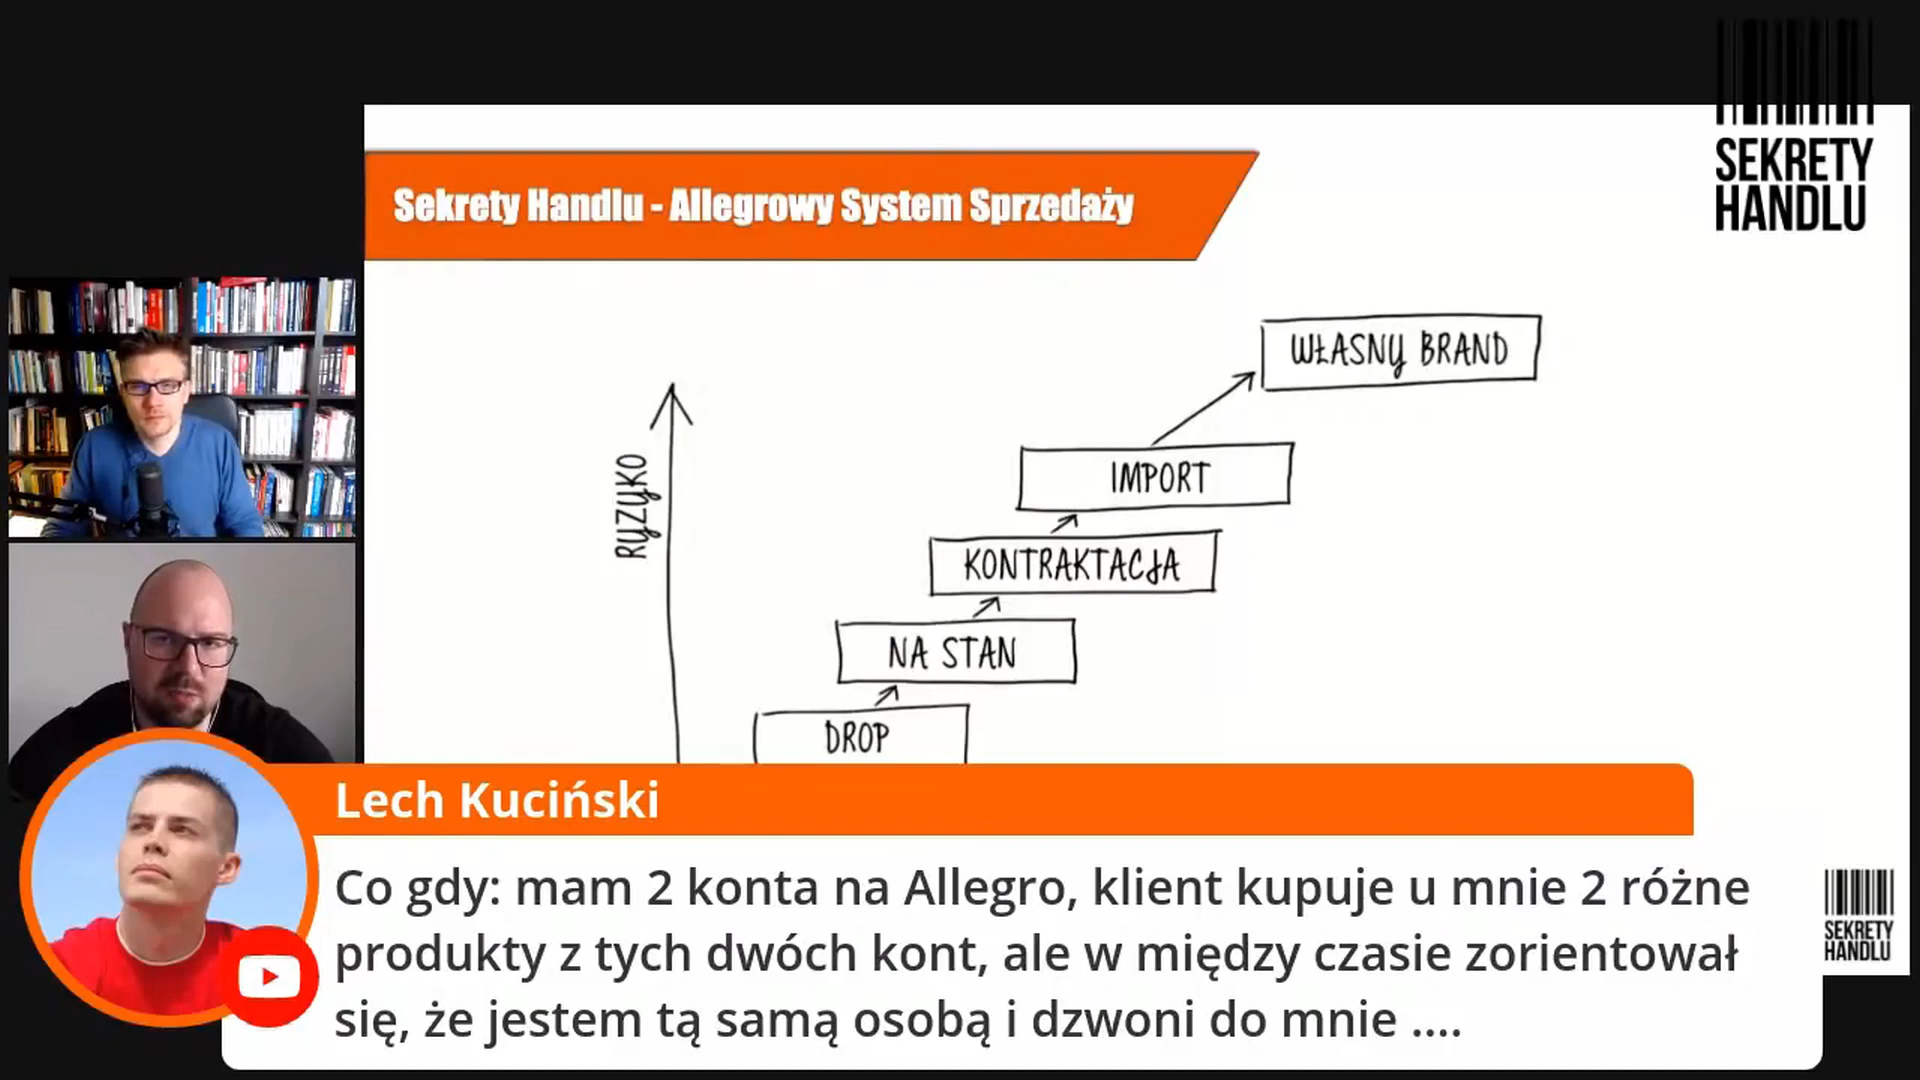 SEKRETY
HANDLU
Sekrety Handlu - Allegrowy System Sprzedaży
WŁASNY BRAND
IMPORT
RYZYKO
KONTRAKTACJA
NA STAN
DROP
Lech Kuciński
Co gdy: mam 2 konta na Allegro, klient kupuje u mnie 2 różne
produkty z tych dwóch kont, ale w między czasie zorientował
się, że jestem tą samą osobą i dzwoni do mnie ....
SEKRETY
HANDLU